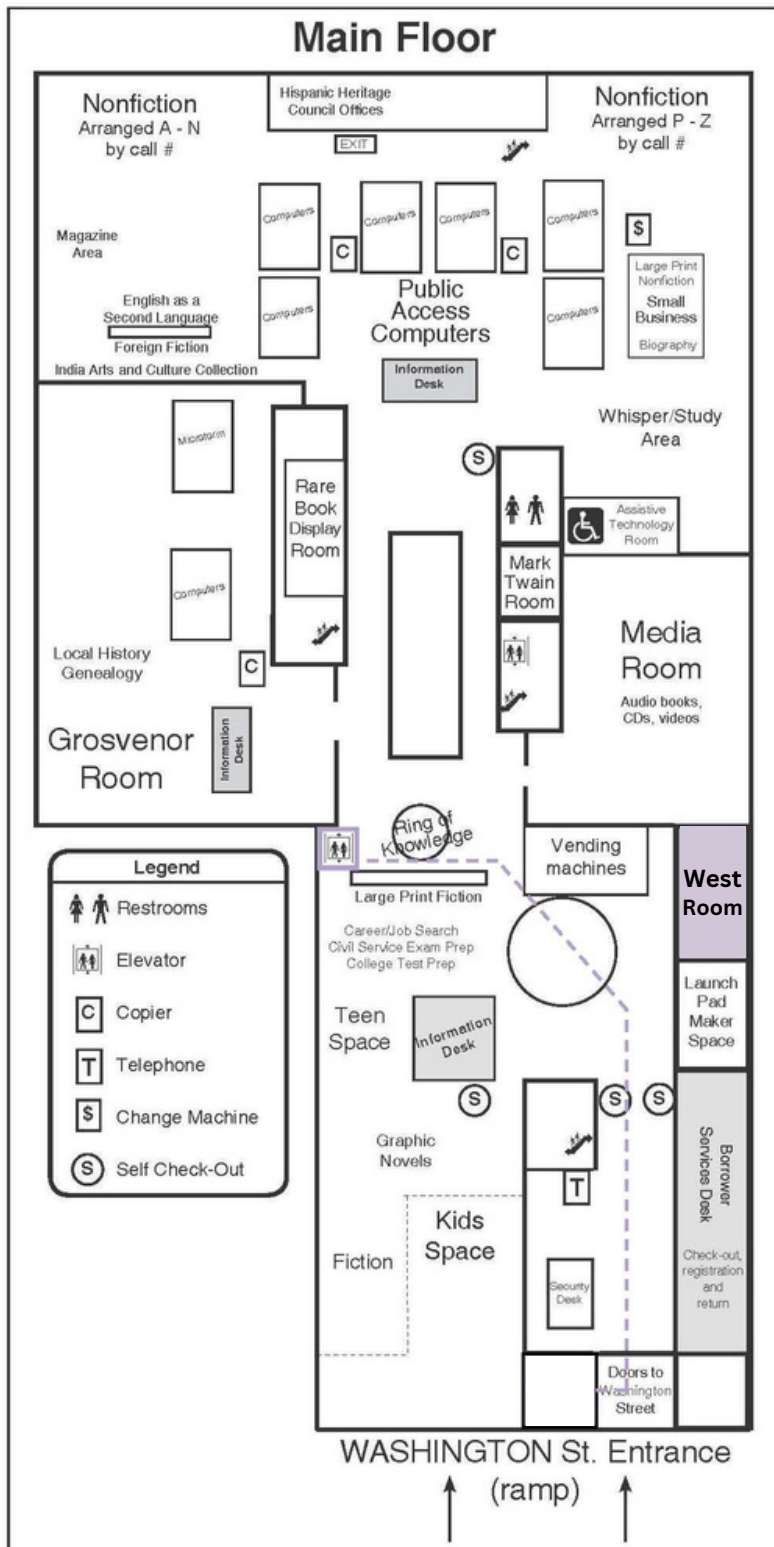 Main Floor
Nonfiction
Arranged A - N
by call #
Hispanic Heritage
Council Offices
EXIT
Nonfiction
Arranged P - Z
by call #
Magazine
Area
Computers
C
Computers
Computers
C
Computers
$
English as a
Second Language
Foreign Fiction
India Arts and Culture Collection
Computers
Public
Access
Computers
Computers
Large Print
Nonfiction
Small
Business
Biography
Information
Desk
Whisper/Study
Area
Microform
Rare
Book
Display
Room
S
Assistive
Technology
Room
Computers
Mark
Twain
Room
Local History
Genealogy
C
Media
Room
Audio books,
CDs, videos
Grosvenor
Room
Information
Desk
Ring of
Knowledge
Vending
machines
West
Room
Large Print Fiction
Career/Job Search
Civil Service Exam Prep
College Test Prep
Launch
Pad
Maker
Space
Teen
Space
Information
Desk
S
S
S
Graphic
Novels
T
Borrower
Services Desk
Check-out,
registration
and
return
Kids
Space
Fiction
Security
Desk
Doors to
Washington
Street
WASHINGTON St. Entrance
(ramp)
Legend
Restrooms
Elevator
C Copier
T Telephone
$ Change Machine
S Self Check-Out